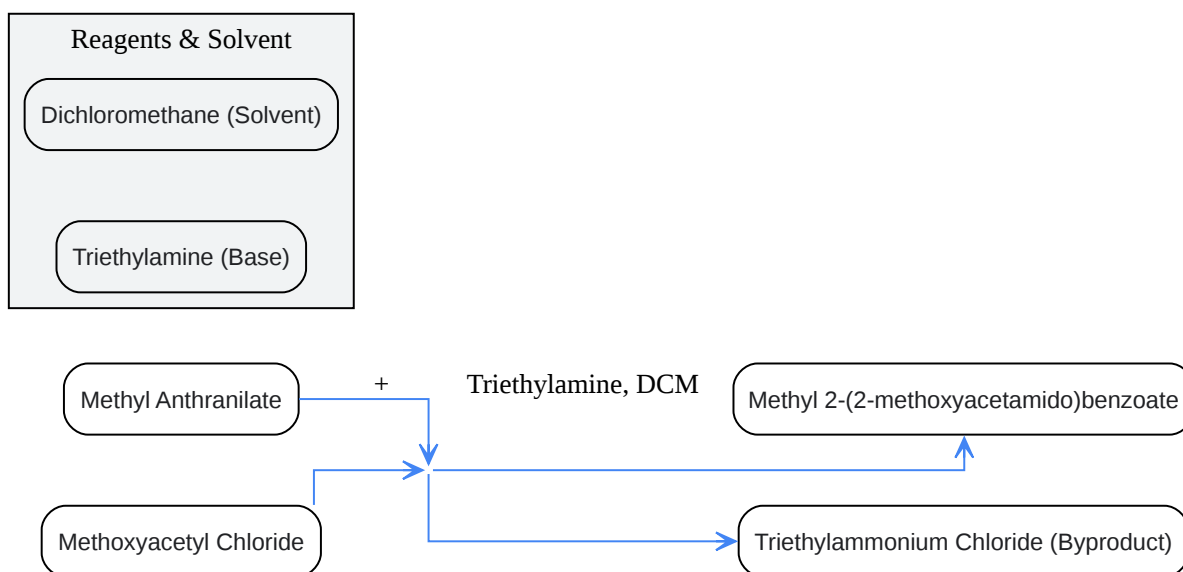 Reagents & Solvent
Dichloromethane (Solvent)
Triethylamine (Base)
Methyl Anthranilate
+
Triethylamine, DCM
Methyl 2-(2-methoxyacetamido)benzoate
Methoxyacetyl Chloride
Triethylammonium Chloride (Byproduct)